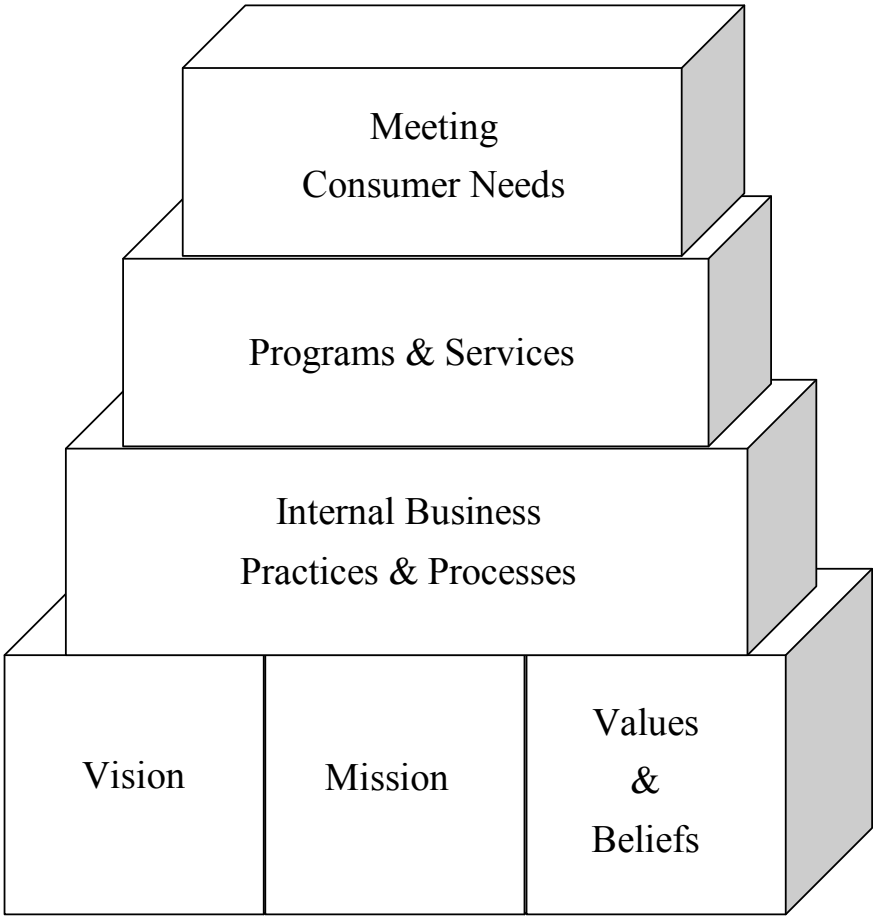 Meeting
Consumer Needs
Programs & Services
Internal Business
Practices & Processes
Vision
Mission
Values
&
Beliefs